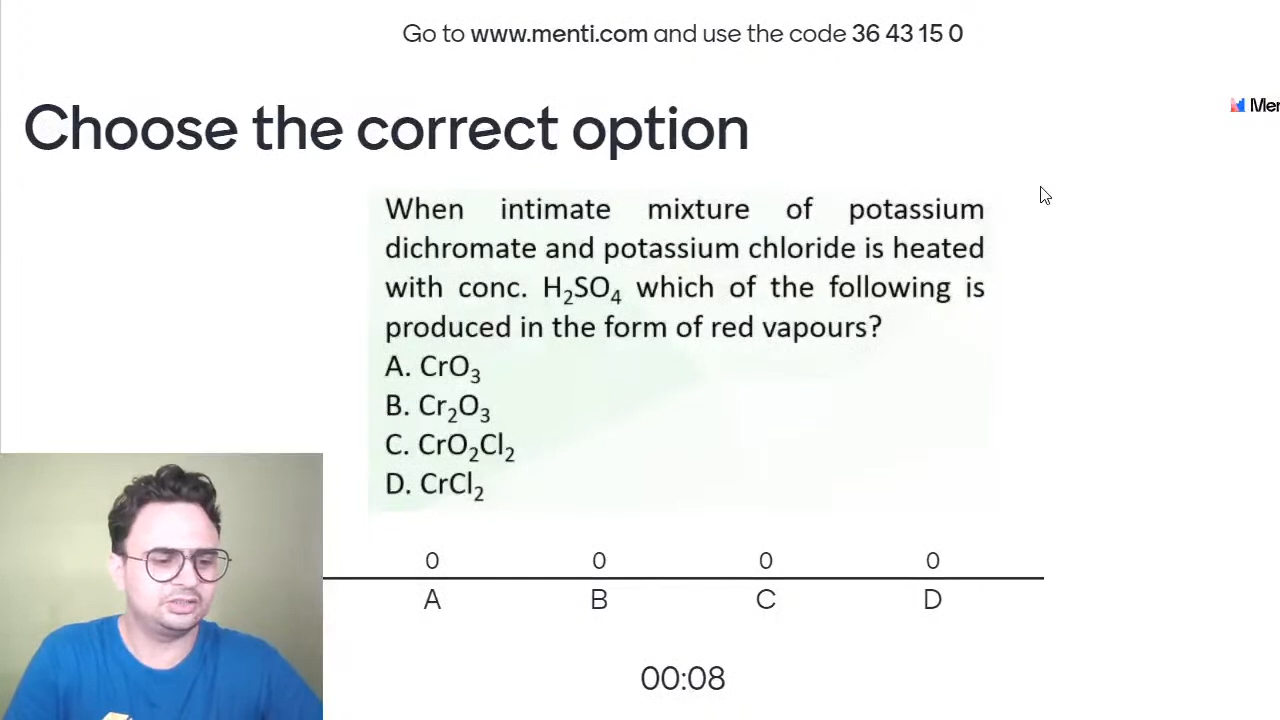 Go to www.menti.com and use the code 36 43 15 0
Choose the correct option
When intimate mixture of potassium
dichromate and potassium chloride is heated
with conc. H₂SO₄ which of the following is
produced in the form of red vapours?
A. CrO₃
B. Cr₂O₃
C. CrO₂Cl₂
D. CrCl₂
0 0 0 0
A B C D
00:08